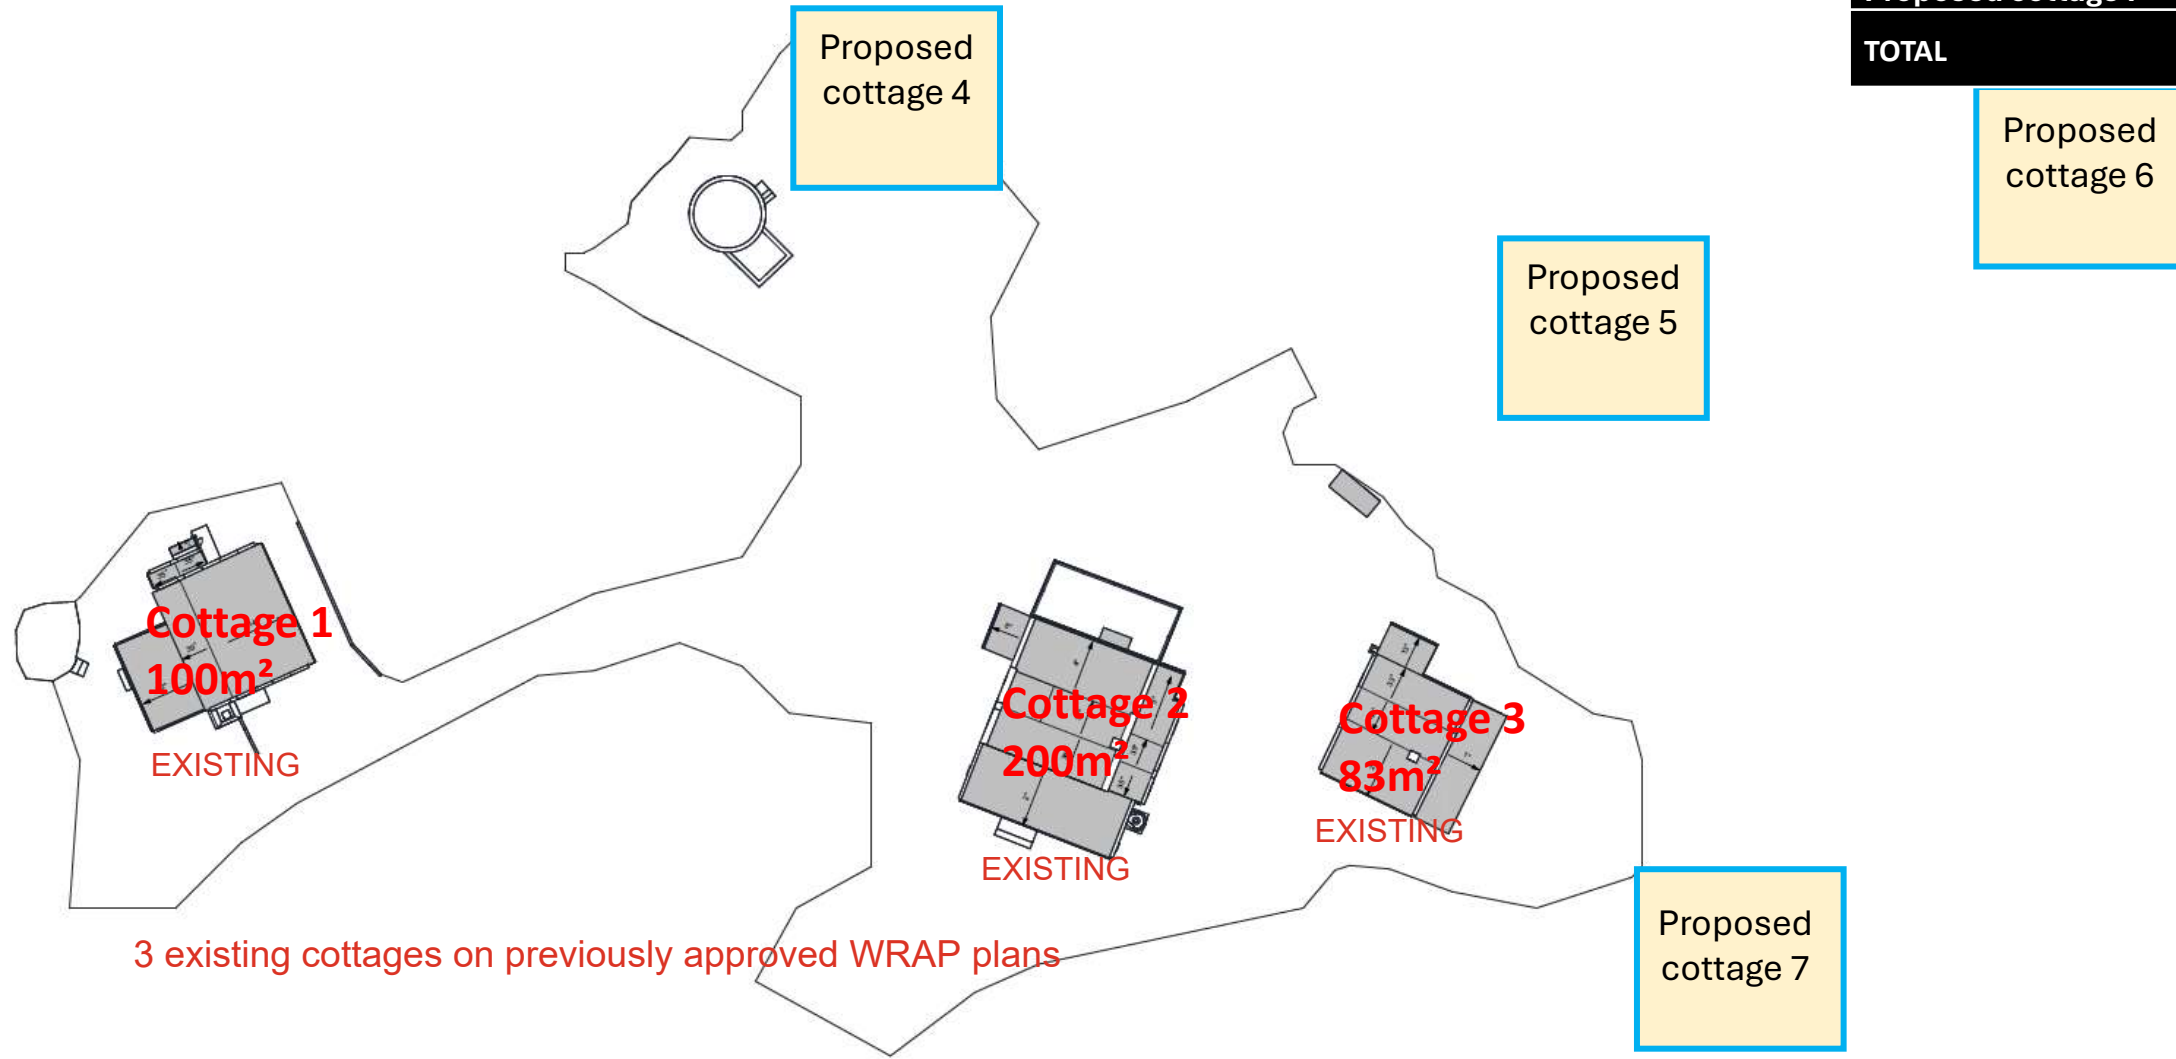 TOTAL
Proposed
cottage 4
Proposed
cottage 6
Proposed
cottage 5
Cottage 1
100m²
EXISTING
Cottage 2
200m²
EXISTING
Cottage 3
83m²
EXISTING
3 existing cottages on previously approved WRAP plans
Proposed
cottage 7